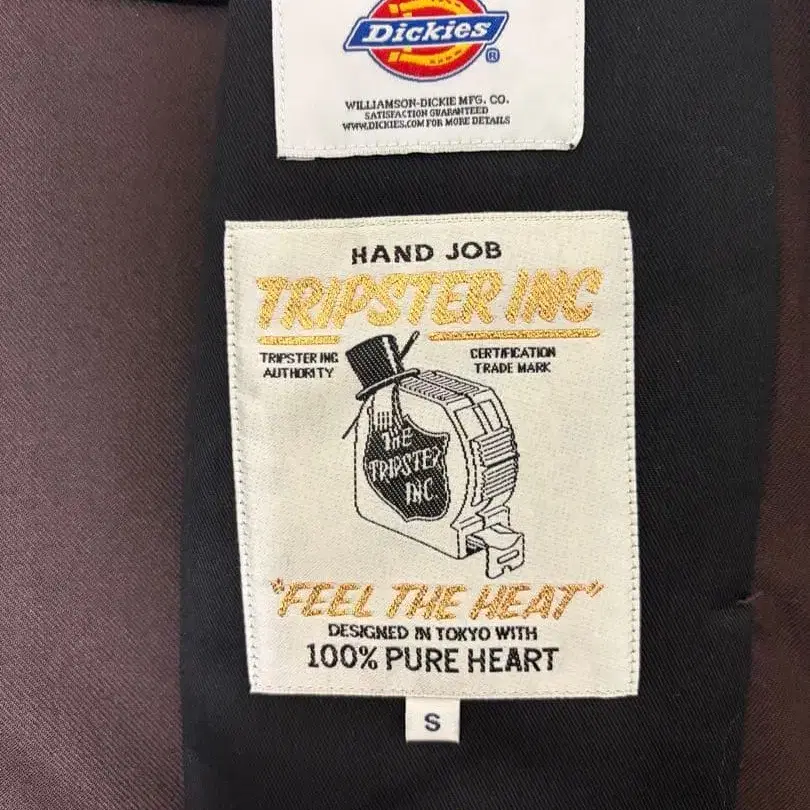 Dickies
®
WILLIAMSON-DICKIE MFG. CO.
SATISFACTION GUARANTEED
WWW.DICKIES.COM FOR MORE DETAILS
HAND JOB
TRIPSTER INC
TRIPSTER INC
AUTHORITY
CERTIFICATION
TRADE MARK
THE
TRIPSTER
INC.
"FEEL THE HEAT"
DESIGNED IN TOKYO WITH
100% PURE HEART
S